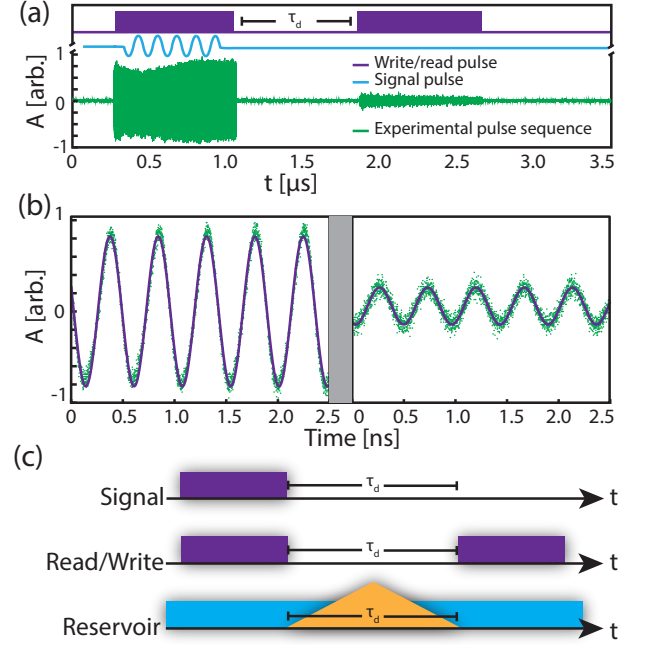 (a)
τd
Write/read pulse
Signal pulse
Experimental pulse sequence
A [arb.]
1
0
-1
0 0.5 1.0 1.5 2.0 2.5 3.0 3.5
t [μs]
(b)
A [arb.]
1
0
-1
0 0.5 1.0 1.5 2.0 2.5 0 0.5 1.0 1.5 2.0 2.5
Time [ns]
(c)
Signal τd t
Read/Write τd t
Reservoir τd t